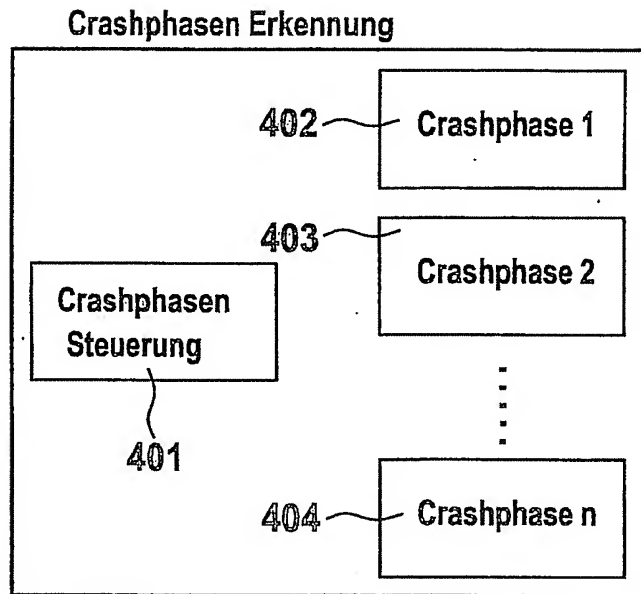 Crashphasen Erkennung
402
Crashphase 1
403
Crashphase 2
Crashphasen
Steuerung
401
404
Crashphase n